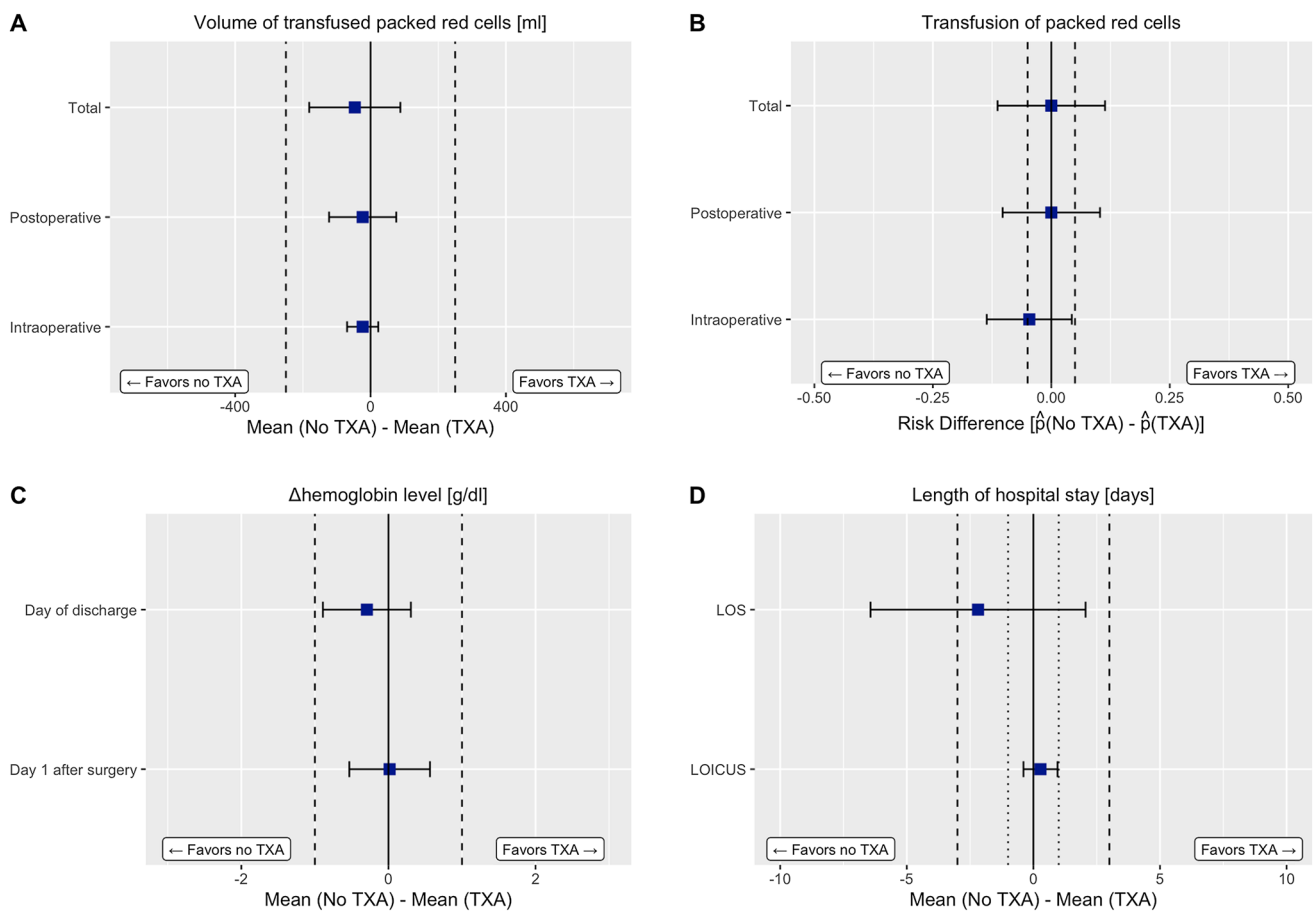 A
Volume of transfused packed red cells [ml]
Total
Postoperative
Intraoperative
← Favors no TXA
Favors TXA →
-400
0
400
Mean (No TXA) - Mean (TXA)
B
Transfusion of packed red cells
Total
Postoperative
Intraoperative
← Favors no TXA
Favors TXA →
-0.50
-0.25
0.00
0.25
0.50
Risk Difference [p̂(No TXA) - p̂(TXA)]
C
Δhemoglobin level [g/dl]
Day of discharge
Day 1 after surgery
← Favors no TXA
Favors TXA →
-2
0
2
Mean (No TXA) - Mean (TXA)
D
Length of hospital stay [days]
LOS
LOICUS
← Favors no TXA
Favors TXA →
-10
-5
0
5
10
Mean (No TXA) - Mean (TXA)